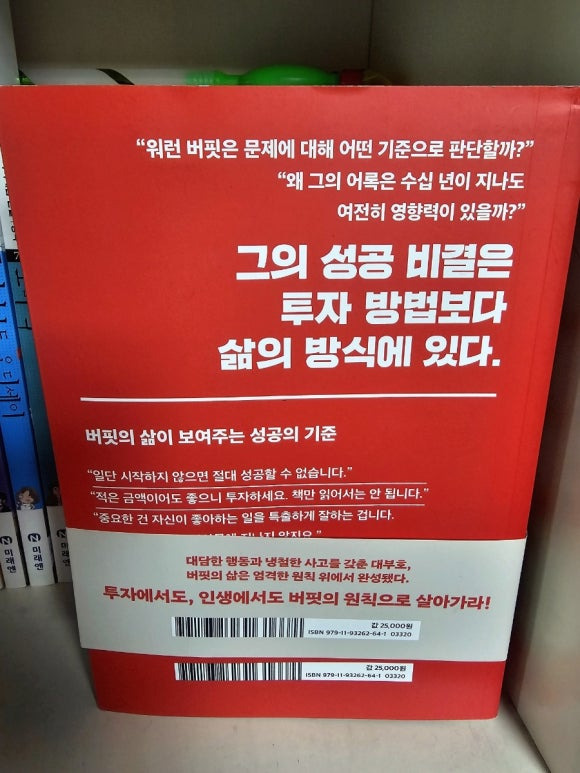 “워런 버핏은 문제에 대해 어떤 기준으로 판단할까?”
“왜 그의 어록은 수십 년이 지나도
여전히 영향력이 있을까?”
그의 성공 비결은
투자 방법보다
삶의 방식에 있다.
버핏의 삶이 보여주는 성공의 기준
“일단 시작하지 않으면 절대 성공할 수 없습니다.”
“적은 금액이어도 좋으니 투자하세요. 책만 읽어서는 안 됩니다.”
“중요한 건 자신이 좋아하는 일을 특출하게 잘하는 겁니다.
대담한 행동과 냉철한 사고를 갖춘 대부호,
버핏의 삶은 엄격한 원칙 위에서 완성됐다.
투자에서도, 인생에서도 버핏의 원칙으로 살아가라!
값 25,000원
ISBN 979-11-93262-64-1 03320
값 25,000원
ISBN 979-11-93262-64-1 03320
미래엔
미래엔
미래엔